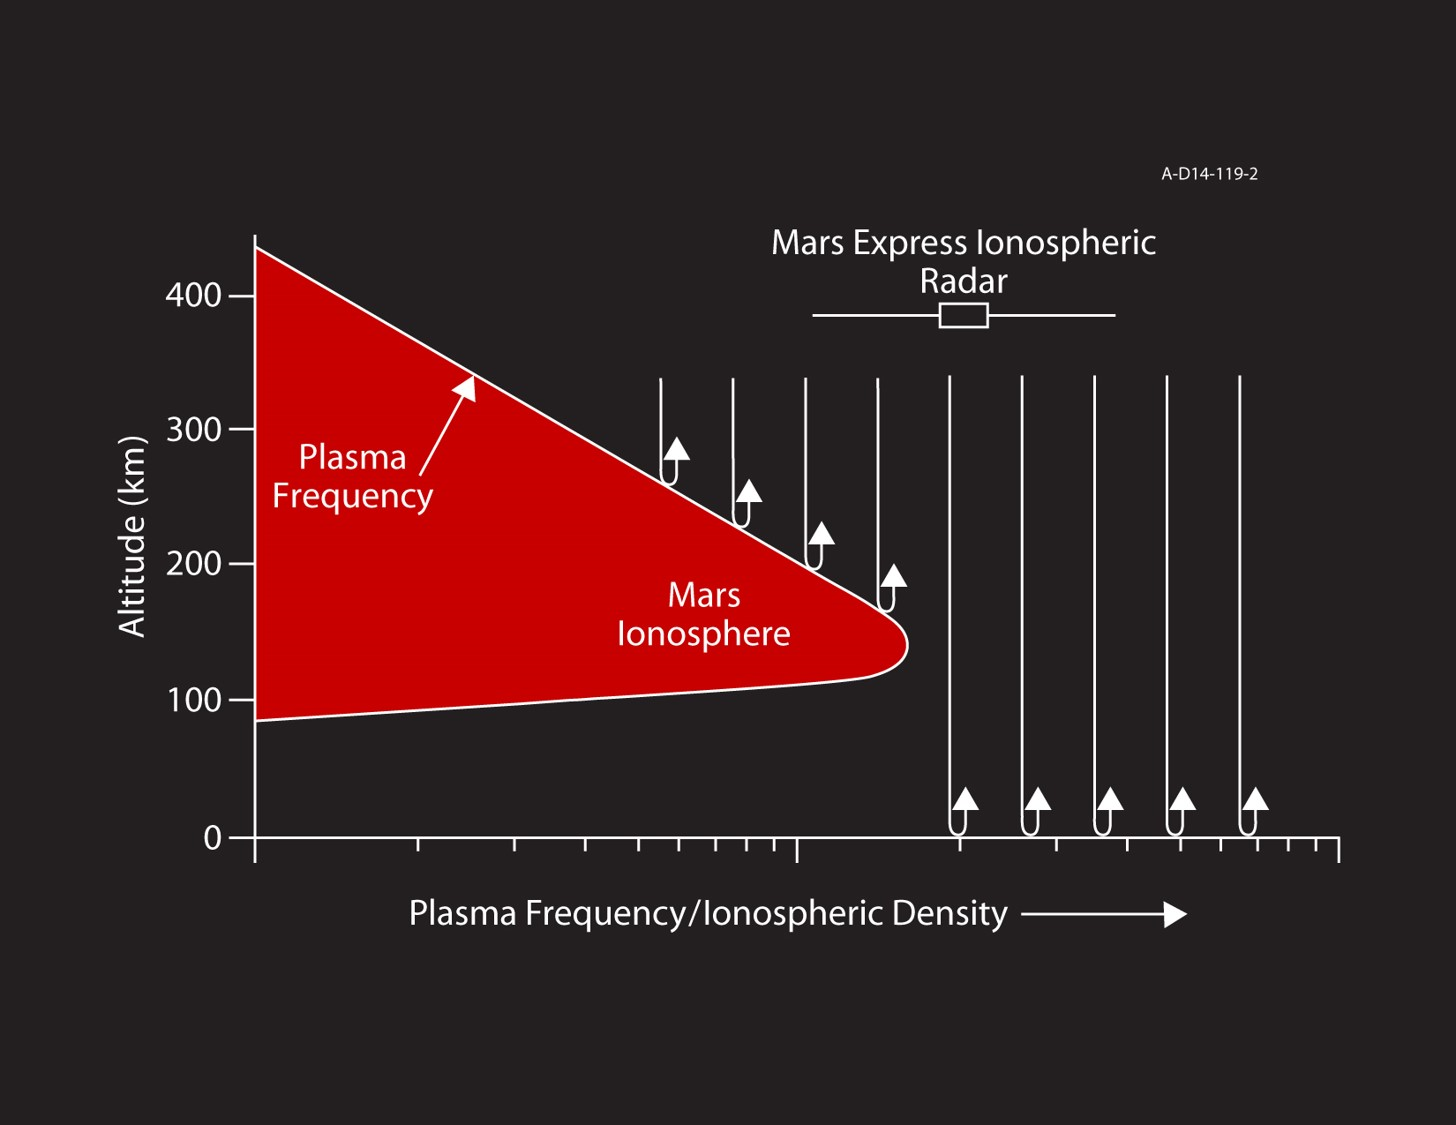 A-D14-119-2
Mars Express Ionospheric
Radar
400
300
200
100
0
Altitude (km)
Plasma
Frequency
Mars
Ionosphere
Plasma Frequency/Ionospheric Density